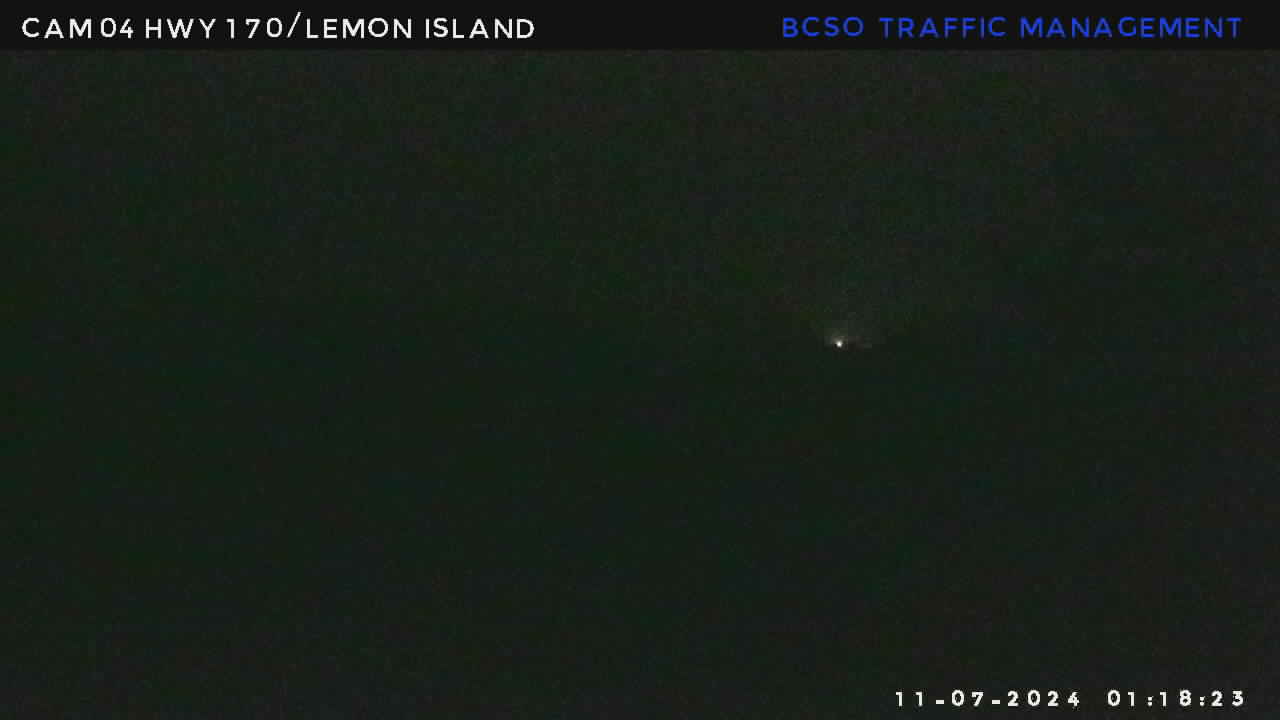 CAM04 HWY 170/LEMON ISLAND
BCSO TRAFFIC MANAGEMENT
11-07-2024 01:18:23